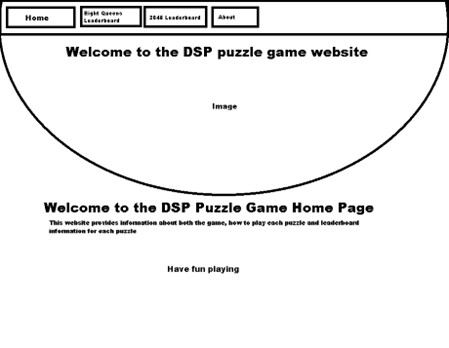 Home
Eight Queens
Leaderboard
2048 Leaderboard
About
Welcome to the DSP puzzle game website
Image
Welcome to the DSP Puzzle Game Home Page
This website provides information about both the game, how to play each puzzle and leaderboard
information for each puzzle
Have fun playing